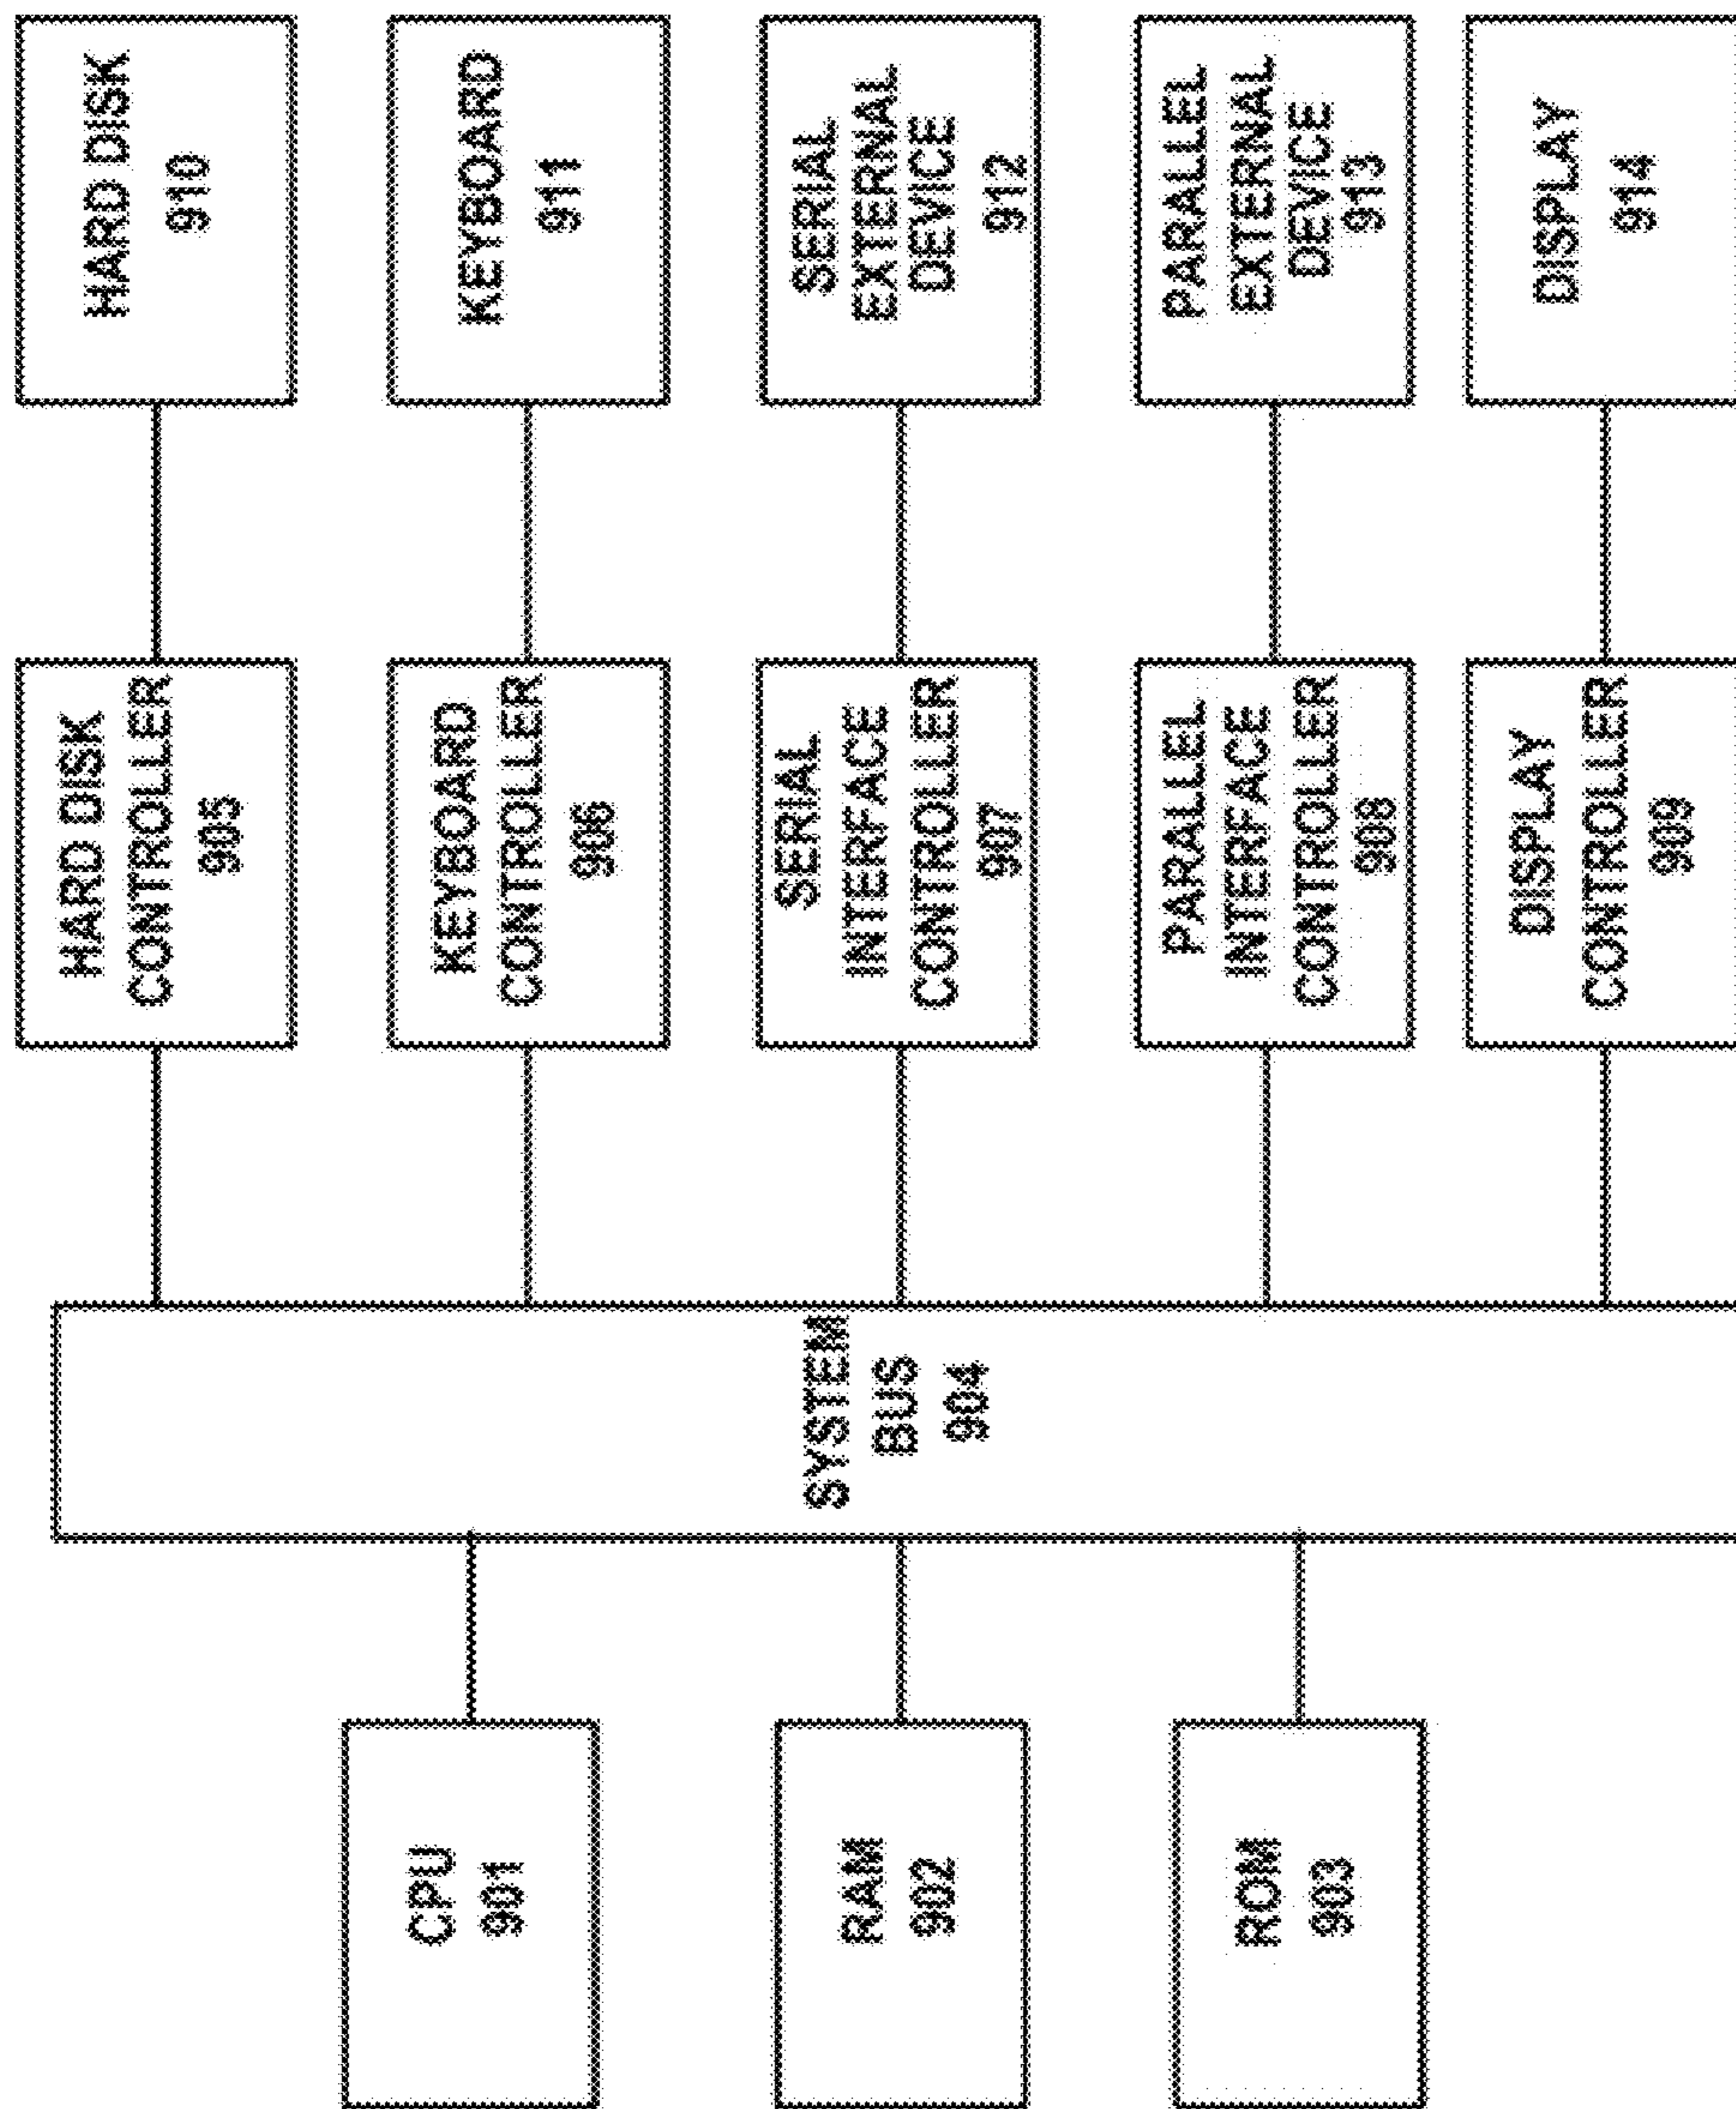 CPU
901
RAM
902
ROM
903
SYSTEM
BUS
904
HARD DISK
CONTROLLER
905
KEYBOARD
CONTROLLER
906
SERIAL
INTERFACE
CONTROLLER
907
PARALLEL
INTERFACE
CONTROLLER
908
DISPLAY
CONTROLLER
909
HARD DISK
910
KEYBOARD
911
SERIAL
EXTERNAL
DEVICE
912
PARALLEL
EXTERNAL
DEVICE
913
DISPLAY
914